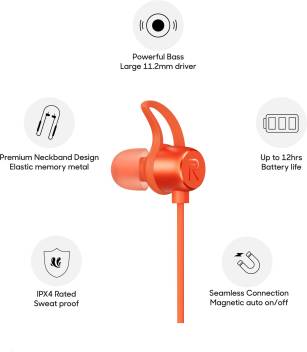 Powerful Bass
Large 11.2mm driver
Premium Neckband Design
Elastic memory metal
Up to 12hrs
Battery life
R
IPX4 Rated
Sweat proof
Seamless Connection
Magnetic auto on/off